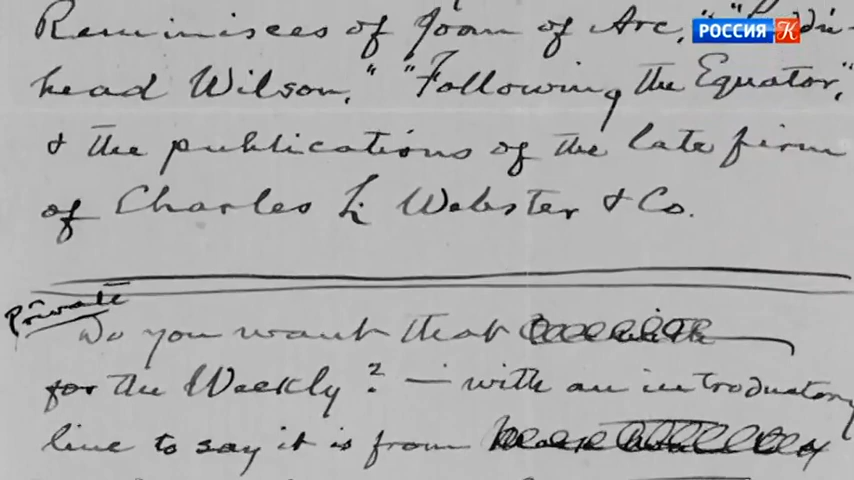 Reminisces of Joan of Arc," "Pudd'n-
РОССИЯ К
head Wilson," "Following the Equator,"
& the publications of the late firm
of Charles L. Webster & Co.
Private
Do you want that
for the Weekly? — with an introductory
line to say it is from